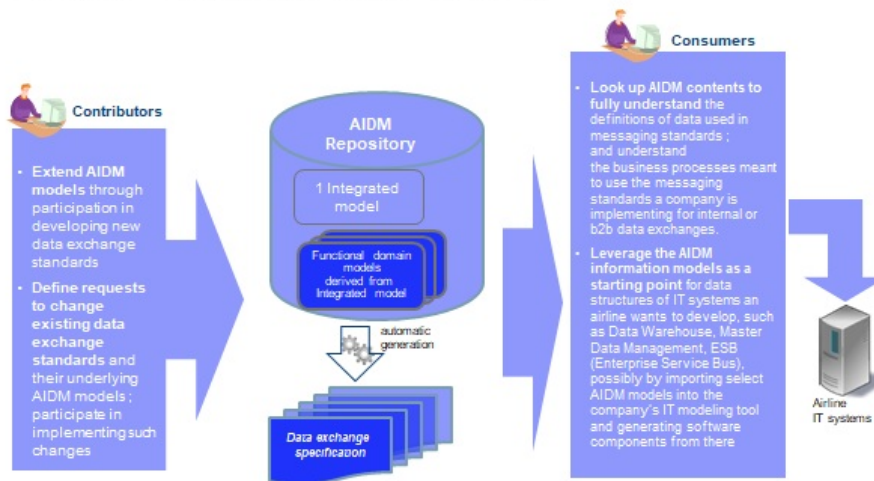 Contributors
Extend AIDM
models through
participation in
developing new
data exchange
standards
Define requests
to change
existing data
exchange
standards and
their underlying
AIDM models ;
participate in
implementing such
changes
AIDM
Repository
1 Integrated
model
Functional domain
models
derived from
Integrated model
automatic
generation
Data exchange
specification
Consumers
Look up AIDM contents to
fully understand the
definitions of data used in
messaging standards ;
and understand
the business processes meant
to use the messaging
standards a company is
implementing for internal or
b2b data exchanges.
Leverage the AIDM
information models as a
starting point for data
structures of IT systems an
airline wants to develop, such
as Data Warehouse, Master
Data Management, ESB
(Enterprise Service Bus),
possibly by importing select
AIDM models into the
company's IT modeling tool
and generating software
components from there
Airline
IT systems